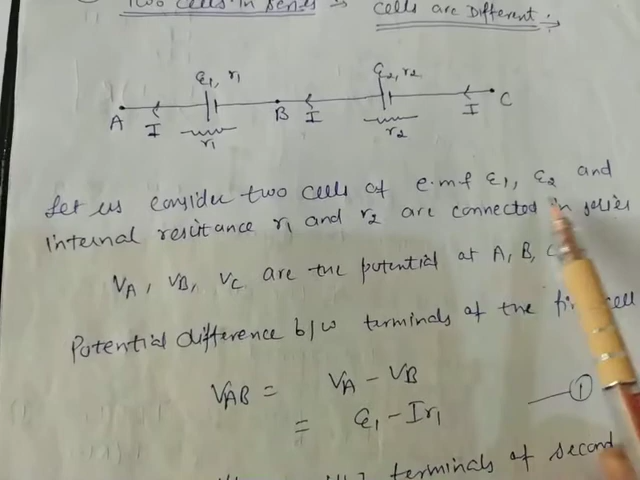 Two cells in series → cells are Different :→
ε1, r1
ε2, r2
A
I
B
I
I
C
r1
r2
Let us consider two cells of e.m.f ε1, ε2 and
internal resistance r1 and r2 are connected in series
VA, VB, VC are the potential at A, B, C
Potential difference b/w terminals of the first cell
VAB = VA - VB
= ε1 - Ir1 — ①
terminals of second